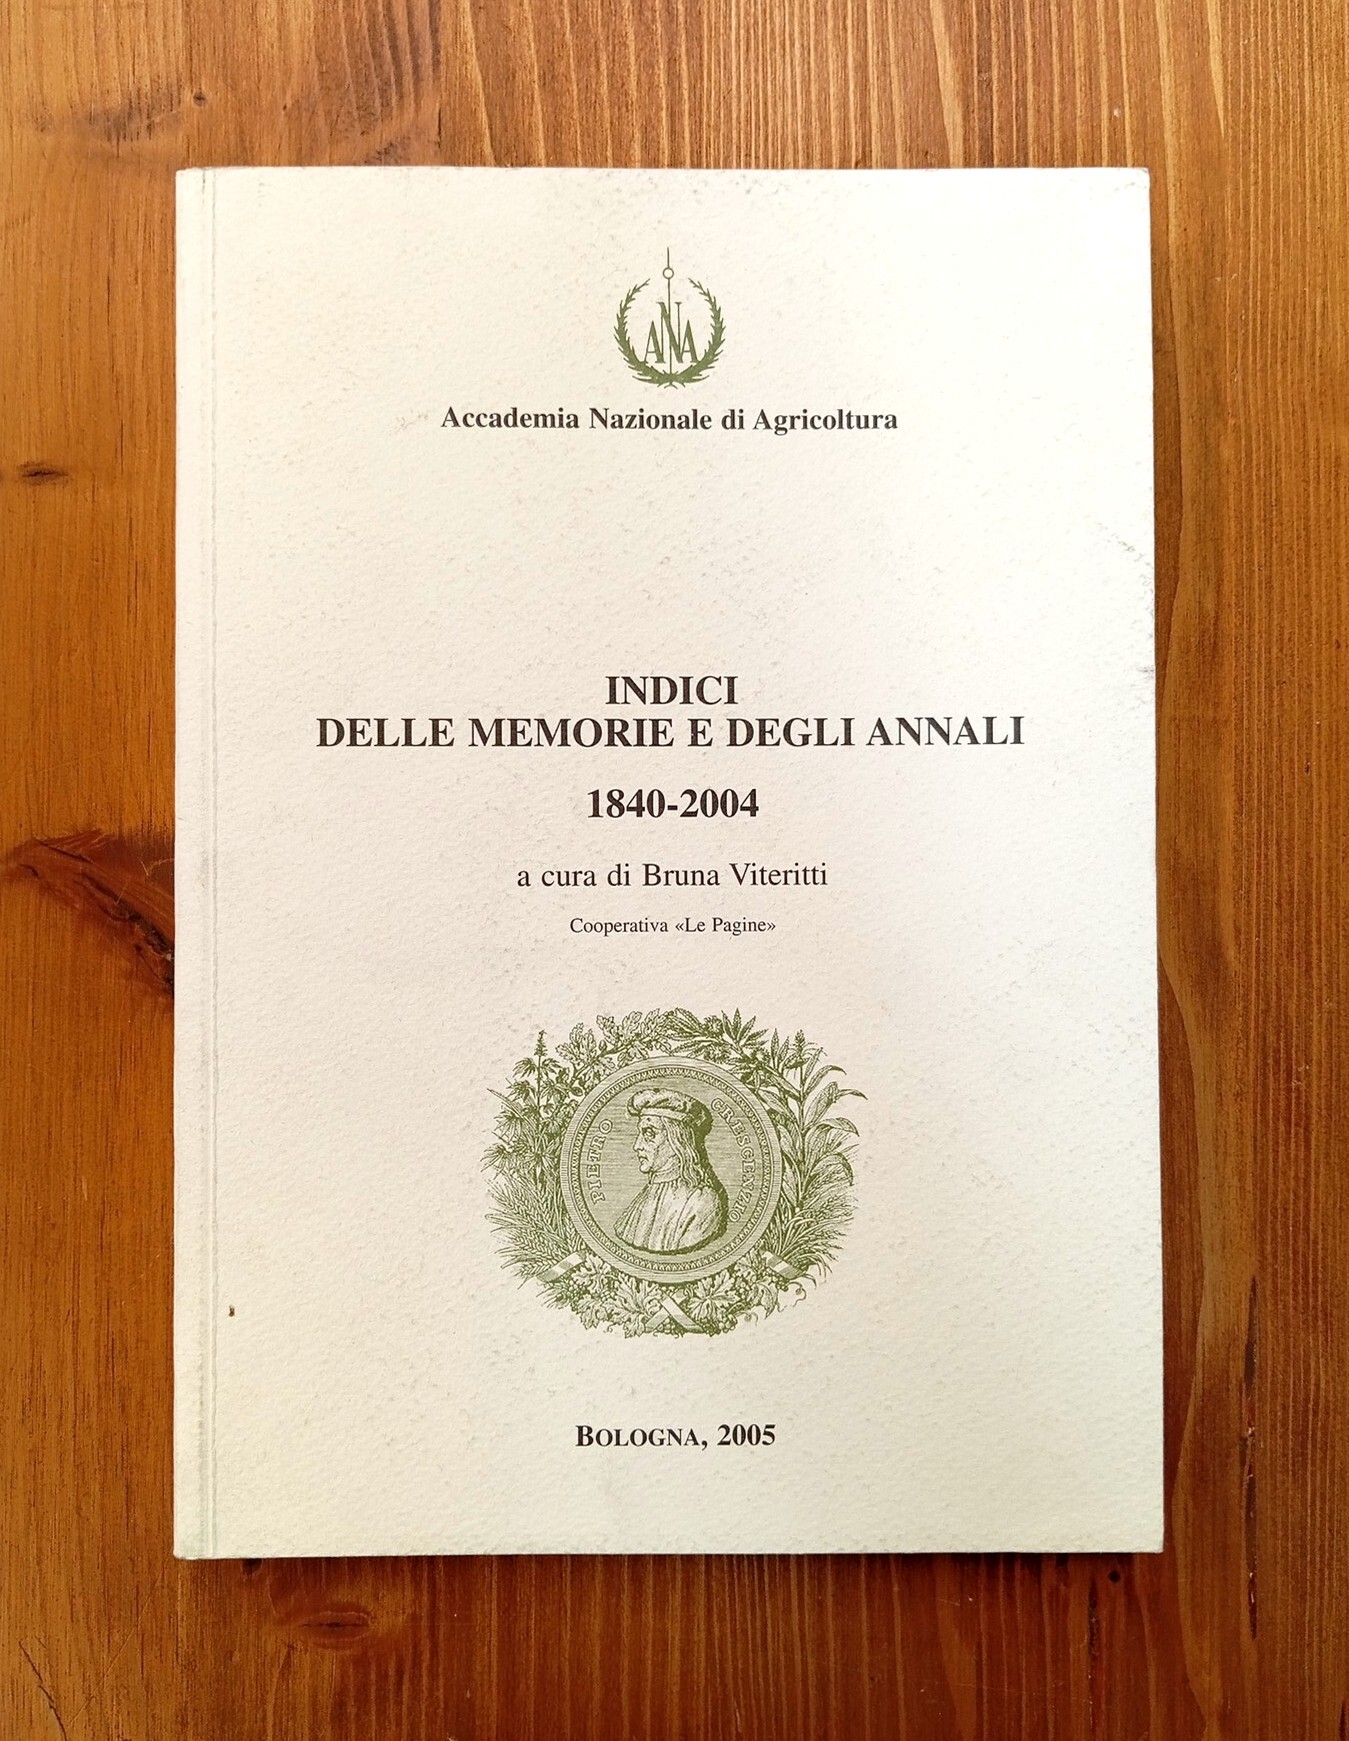 ANA
Accademia Nazionale di Agricoltura
INDICI
DELLE MEMORIE E DEGLI ANNALI
1840-2004
a cura di Bruna Viteritti
Cooperativa «Le Pagine»
PIETRO CRESCENZIO
BOLOGNA, 2005